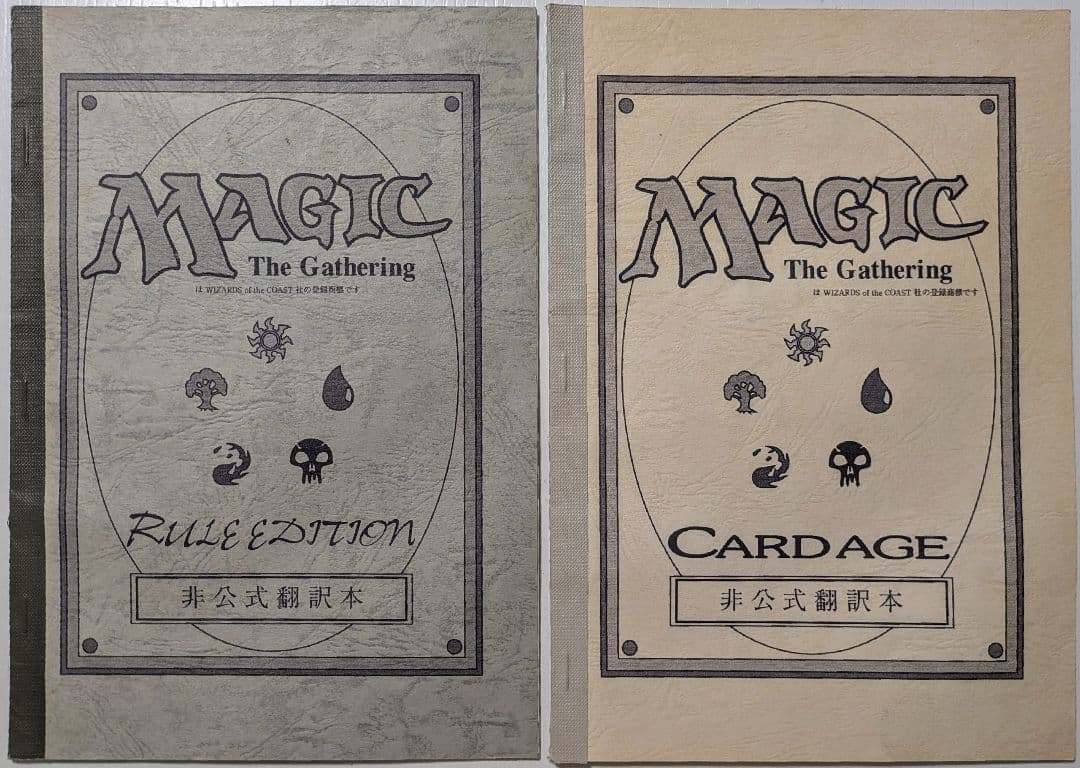 MAGIC
The Gathering
は WIZARDS of the COAST 社の登録商標です
RULE EDITION
非公式翻訳本
MAGIC
The Gathering
は WIZARDS of the COAST 社の登録商標です
CARD AGE
非公式翻訳本